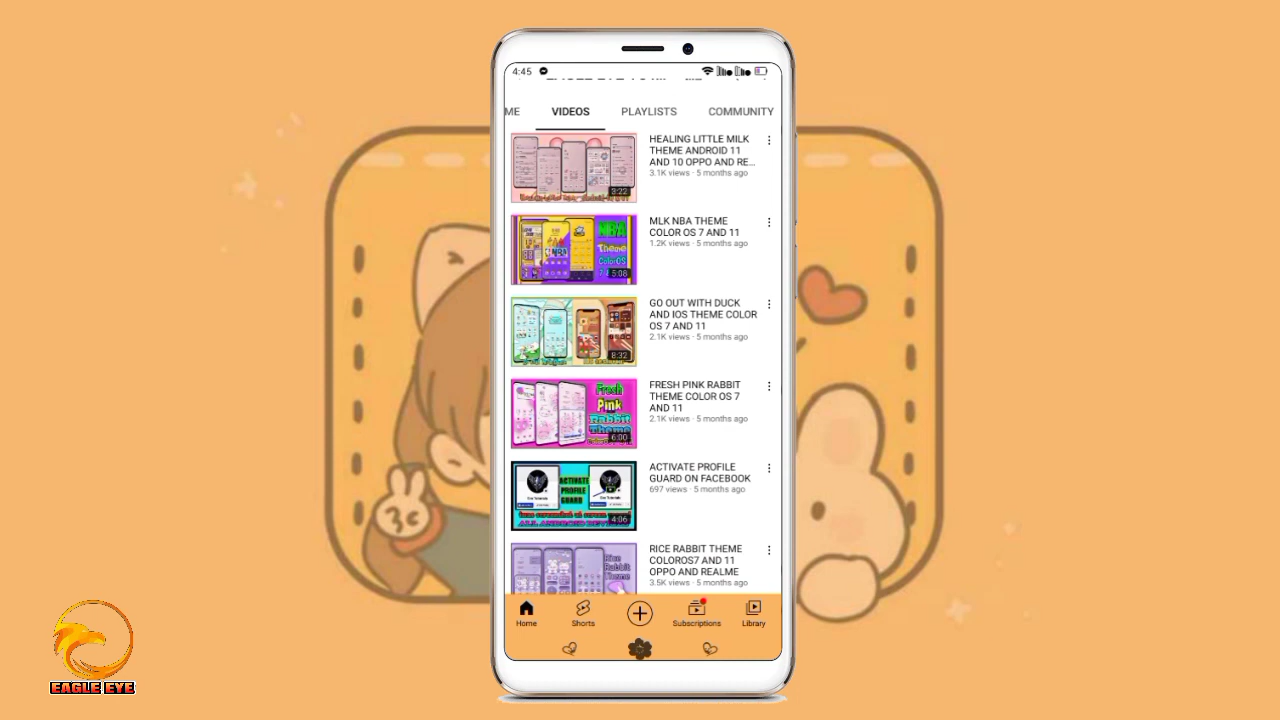 4:45
ME VIDEOS PLAYLISTS COMMUNITY
HEALING LITTLE MILK
THEME ANDROID 11
AND 10 OPPO AND RE...
3.1K views · 5 months ago
3:22
MLK NBA THEME
COLOR OS 7 AND 11
1.2K views · 5 months ago
NBA
Theme
ColorOS
5:08
GO OUT WITH DUCK
AND IOS THEME COLOR
OS 7 AND 11
2.1K views · 5 months ago
8:32
FRESH PINK RABBIT
THEME COLOR OS 7
AND 11
2.1K views · 5 months ago
Fresh
Pink
Rabbit
Theme
6:00
ACTIVATE PROFILE
GUARD ON FACEBOOK
697 views · 5 months ago
ACTIVATE
PROFILE
GUARD
4:06
ALL ANDROID
RICE RABBIT THEME
COLOROS7 AND 11
OPPO AND REALME
3.5K views · 5 months ago
Rice
Rabbit
Theme
Home Shorts Subscriptions Library
EAGLE EYE